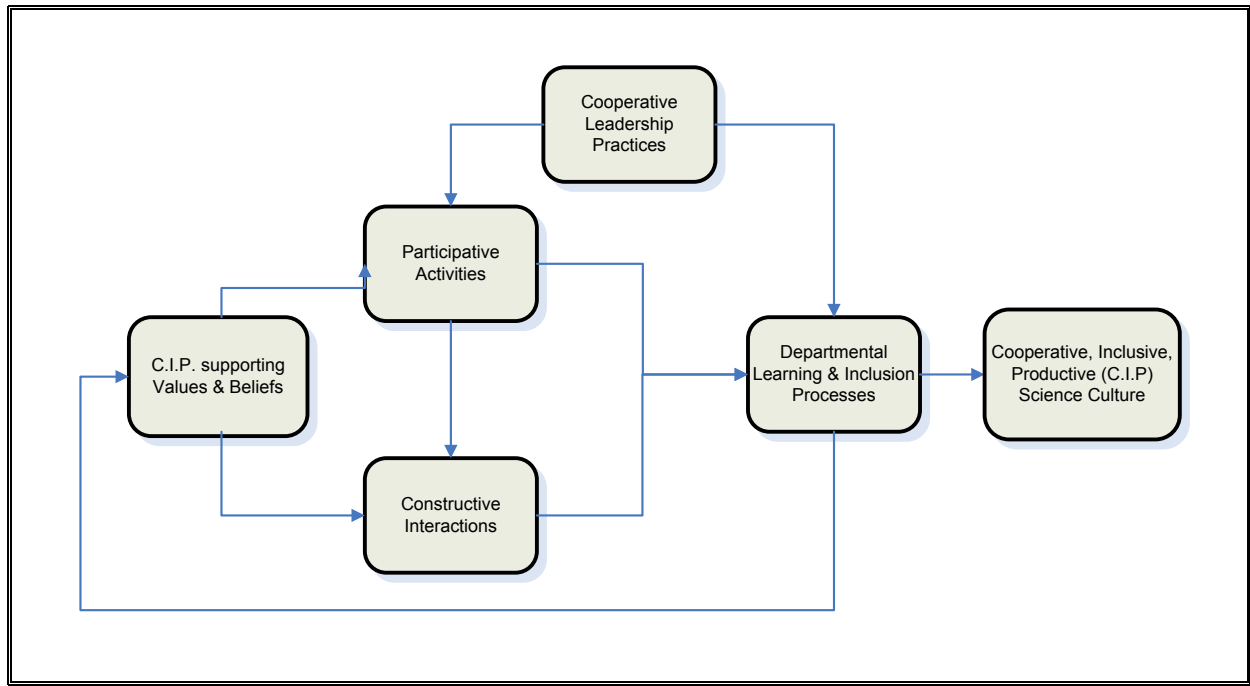 Cooperative
Leadership
Practices
Participative
Activities
C.I.P. supporting
Values & Beliefs
Departmental
Learning & Inclusion
Processes
Cooperative, Inclusive,
Productive (C.I.P)
Science Culture
Constructive
Interactions